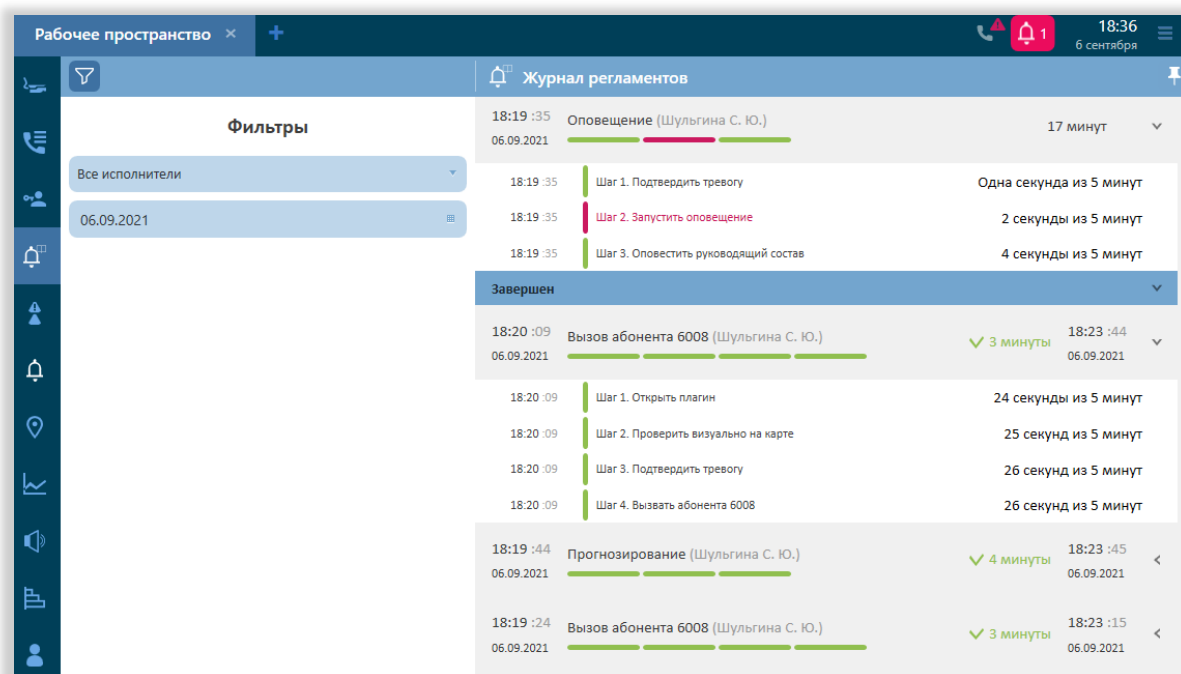 Рабочее пространство
1
18:36
6 сентября
Фильтры
Все исполнители
06.09.2021
Журнал регламентов
18:19 :35 Оповещение (Шульгина С. Ю.) 17 минут
06.09.2021
18:19 :35 Шаг 1. Подтвердить тревогу Одна секунда из 5 минут
18:19 :35 Шаг 2. Запустить оповещение 2 секунды из 5 минут
18:19 :35 Шаг 3. Оповестить руководящий состав 4 секунды из 5 минут
Завершен
18:20 :09 Вызов абонента 6008 (Шульгина С. Ю.) 3 минуты 18:23 :44
06.09.2021 06.09.2021
18:20 :09 Шаг 1. Открыть плагин 24 секунды из 5 минут
18:20 :09 Шаг 2. Проверить визуально на карте 25 секунд из 5 минут
18:20 :09 Шаг 3. Подтвердить тревогу 26 секунд из 5 минут
18:20 :09 Шаг 4. Вызвать абонента 6008 26 секунд из 5 минут
18:19 :44 Прогнозирование (Шульгина С. Ю.) 4 минуты 18:23 :45
06.09.2021 06.09.2021
18:19 :24 Вызов абонента 6008 (Шульгина С. Ю.) 3 минуты 18:23 :15
06.09.2021 06.09.2021